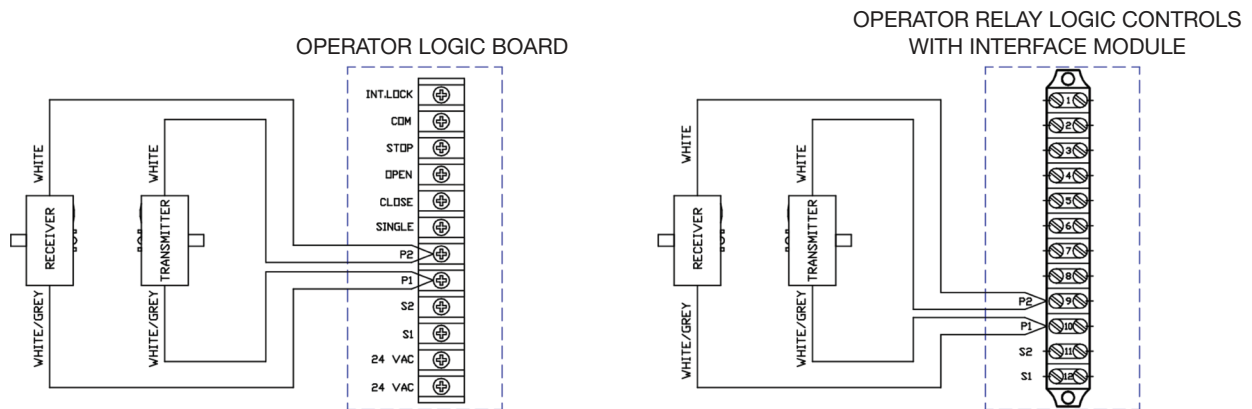 OPERATOR LOGIC BOARD
INT.LOCK
COM
STOP
OPEN
CLOSE
SINGLE
P2
P1
S2
S1
24 VAC
24 VAC
WHITE
WHITE
RECEIVER
TRANSMITTER
WHITE/GREY
WHITE/GREY
OPERATOR RELAY LOGIC CONTROLS
WITH INTERFACE MODULE
1
2
3
4
5
6
7
8
P2 9
P1 10
S2 11
S1 12
WHITE
WHITE
RECEIVER
TRANSMITTER
WHITE/GREY
WHITE/GREY